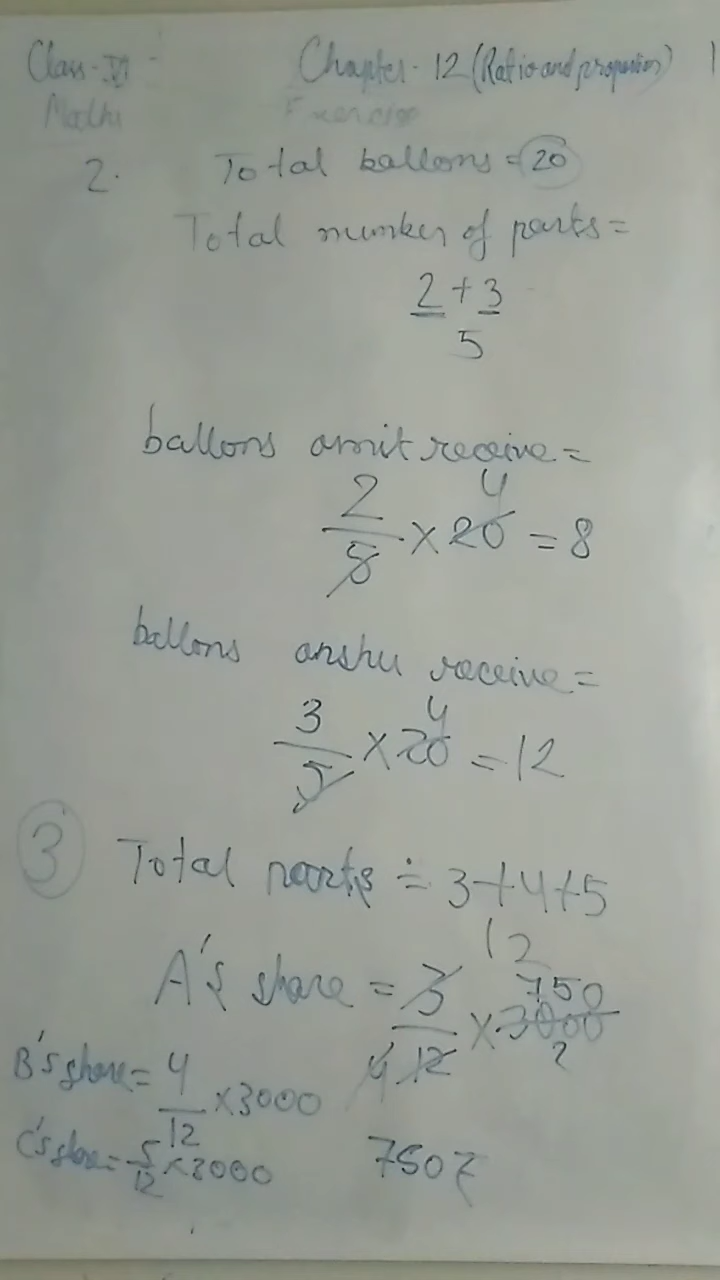 Class-VI Chapter-12 (Ratio and proportion) 1
Maths Exercise
2. Total ballons = 20
Total number of parts =
2 + 3
5
ballons amit receive =
2/5 × 20 4 = 8
ballons anshu receive =
3/5 × 20 4 = 12
3 Total parts = 3+4+5
12
A's share = 3/12 × 3000 750
4
B's share = 4/12 × 3000
C's share = 5/12 × 3000
750₹